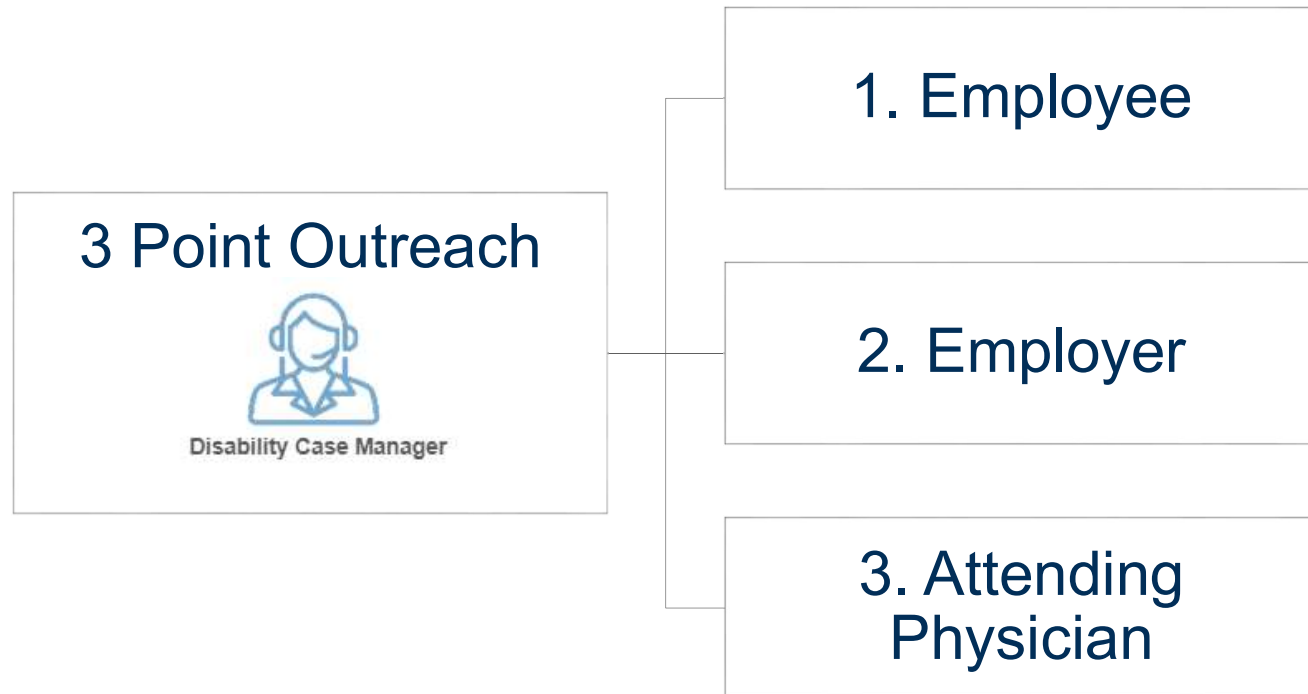 3 Point Outreach
Disability Case Manager
1. Employee
2. Employer
3. Attending
Physician